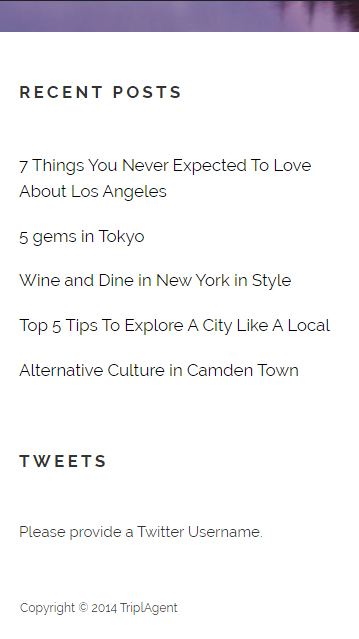 RECENT POSTS
7 Things You Never Expected To Love
About Los Angeles
5 gems in Tokyo
Wine and Dine in New York in Style
Top 5 Tips To Explore A City Like A Local
Alternative Culture in Camden Town
TWEETS
Please provide a Twitter Username.
Copyright © 2014 TriplAgent